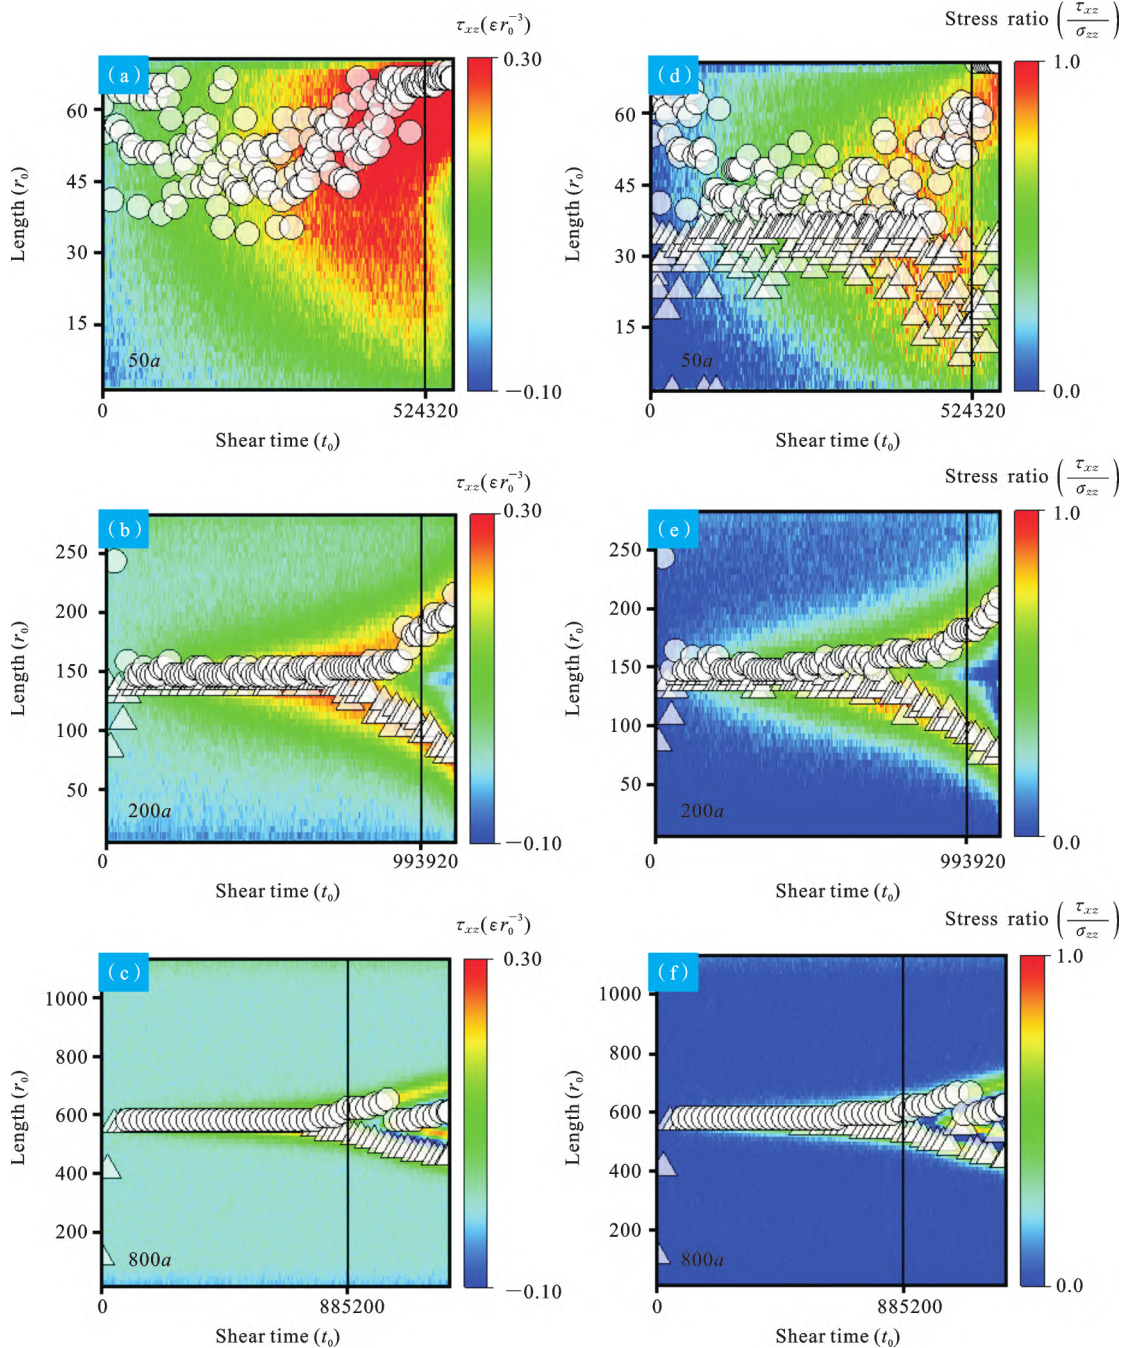 τxz(εr0^−3)
(a)
0.30
60
45
30
15
Length (r0)
50a
−0.10
0
524320
Shear time (t0)
Stress ratio (τxz/σzz)
(d)
1.0
60
45
30
15
Length (r0)
50a
0.0
0
524320
Shear time (t0)
τxz(εr0^−3)
(b)
0.30
250
200
150
100
50
Length (r0)
200a
−0.10
0
993920
Shear time (t0)
Stress ratio (τxz/σzz)
(e)
1.0
250
200
150
100
50
Length (r0)
200a
0.0
0
993920
Shear time (t0)
τxz(εr0^−3)
(c)
0.30
1000
800
600
400
200
Length (r0)
800a
−0.10
0
885200
Shear time (t0)
Stress ratio (τxz/σzz)
(f)
1.0
1000
800
600
400
200
Length (r0)
800a
0.0
0
885200
Shear time (t0)